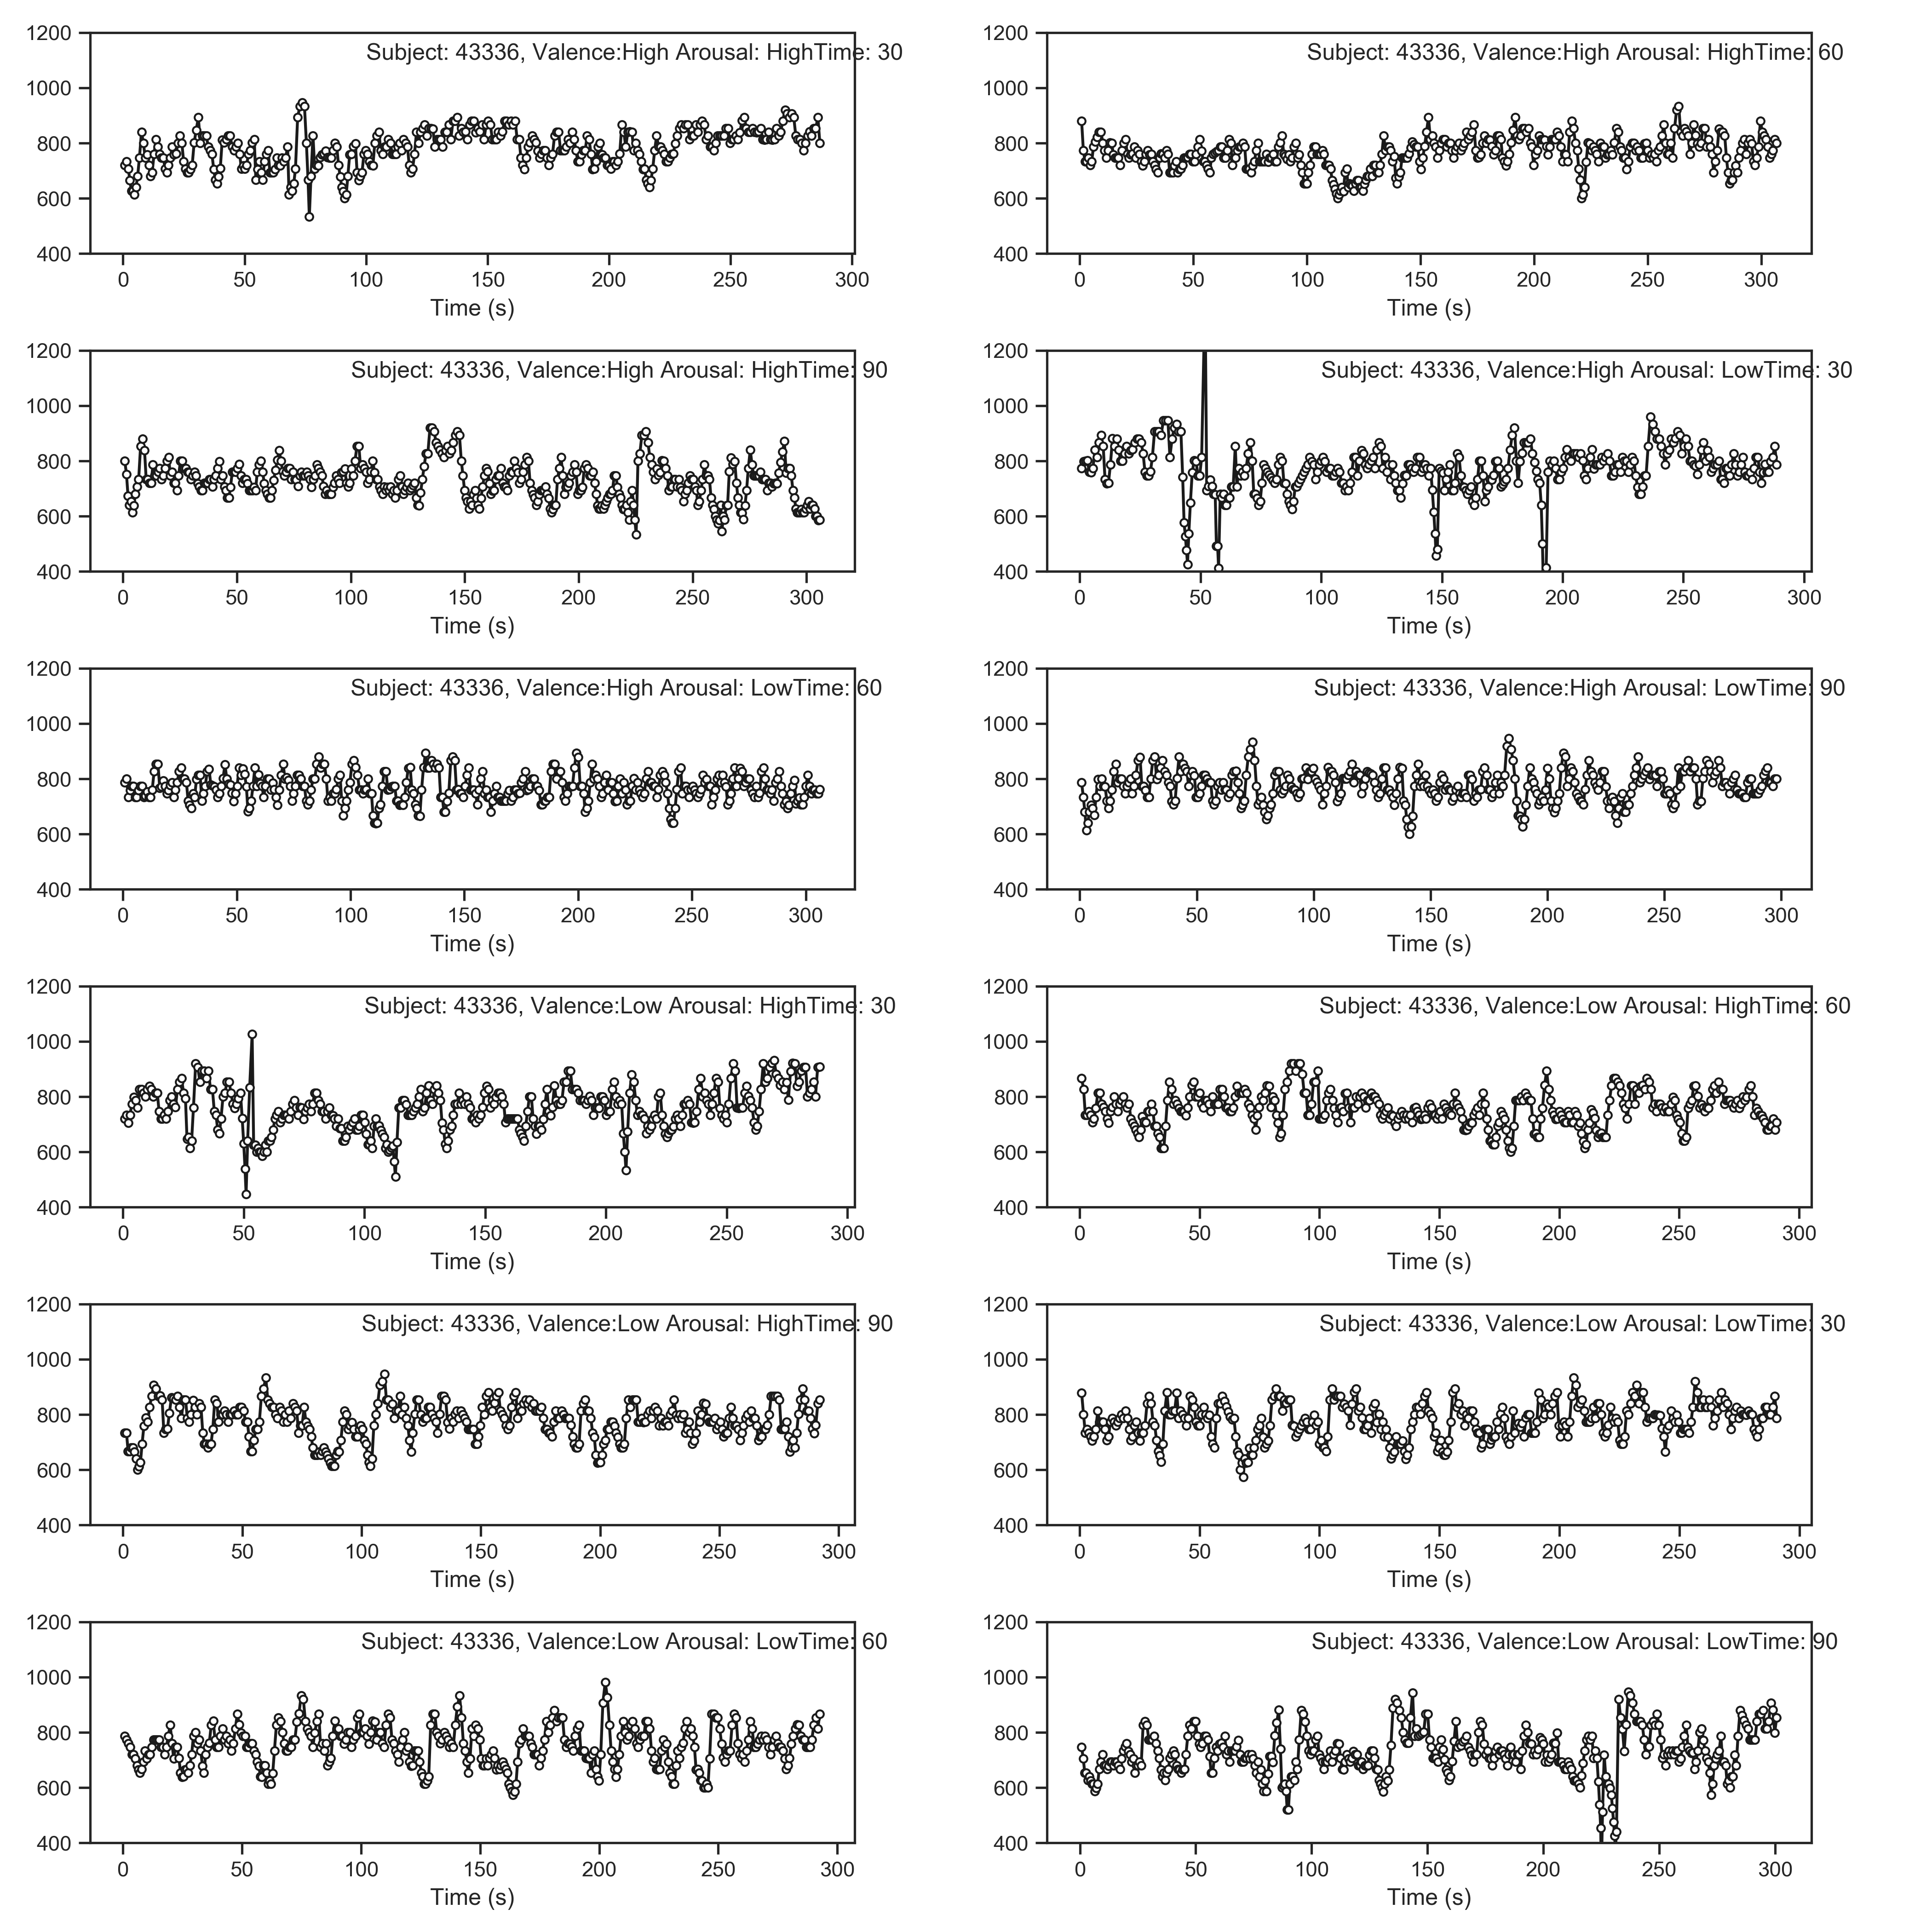 Subject: 43336, Valence:High Arousal: HighTime: 30
1200
1000
800
600
400
0 50 100 150 200 250 300
Time (s)
Subject: 43336, Valence:High Arousal: HighTime: 60
1200
1000
800
600
400
0 50 100 150 200 250 300
Time (s)
Subject: 43336, Valence:High Arousal: HighTime: 90
1200
1000
800
600
400
0 50 100 150 200 250 300
Time (s)
Subject: 43336, Valence:High Arousal: LowTime: 30
1200
1000
800
600
400
0 50 100 150 200 250 300
Time (s)
Subject: 43336, Valence:High Arousal: LowTime: 60
1200
1000
800
600
400
0 50 100 150 200 250 300
Time (s)
Subject: 43336, Valence:High Arousal: LowTime: 90
1200
1000
800
600
400
0 50 100 150 200 250 300
Time (s)
Subject: 43336, Valence:Low Arousal: HighTime: 30
1200
1000
800
600
400
0 50 100 150 200 250 300
Time (s)
Subject: 43336, Valence:Low Arousal: HighTime: 60
1200
1000
800
600
400
0 50 100 150 200 250 300
Time (s)
Subject: 43336, Valence:Low Arousal: HighTime: 90
1200
1000
800
600
400
0 50 100 150 200 250 300
Time (s)
Subject: 43336, Valence:Low Arousal: LowTime: 30
1200
1000
800
600
400
0 50 100 150 200 250 300
Time (s)
Subject: 43336, Valence:Low Arousal: LowTime: 60
1200
1000
800
600
400
0 50 100 150 200 250
Time (s)
Subject: 43336, Valence:Low Arousal: LowTime: 90
1200
1000
800
600
400
0 50 100 150 200 250 300
Time (s)